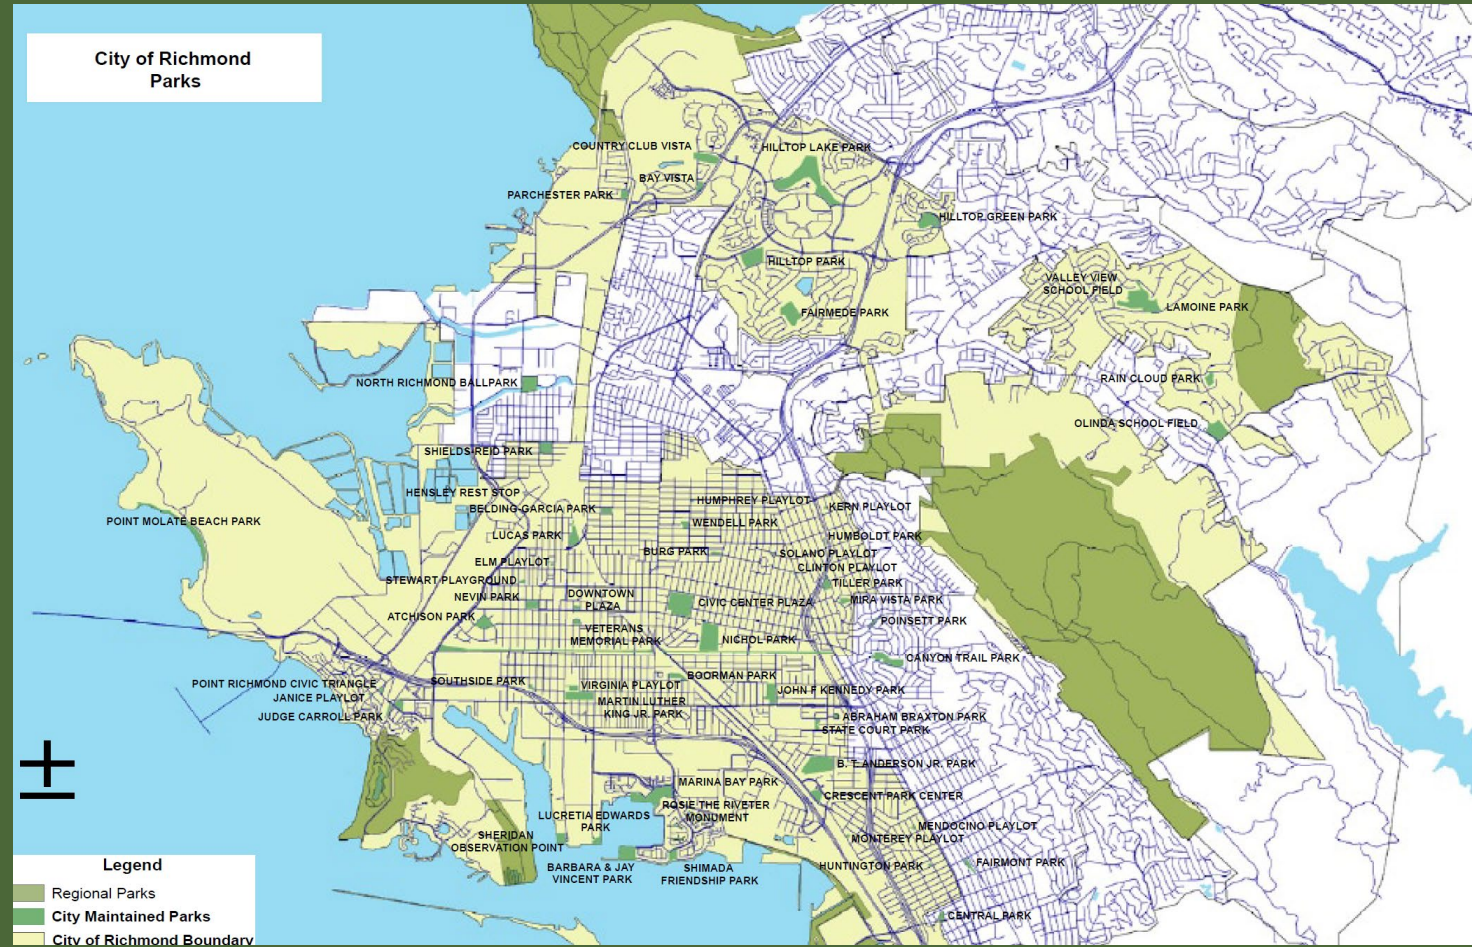 City of Richmond
Parks
COUNTRY CLUB VISTA
HILLTOP LAKE PARK
BAY VISTA
PARCHESTER PARK
HILLTOP GREEN PARK
HILLTOP PARK
VALLEY VIEW
SCHOOL FIELD
LAMOINE PARK
FAIRMEDE PARK
NORTH RICHMOND BALLPARK
RAIN CLOUD PARK
OLINDA SCHOOL FIELD
SHIELDS-REID PARK
HENSLEY REST STOP
HUMPHREY PLAYLOT
KERN PLAYLOT
BELDING-GARCIA PARK
POINT MOLATE BEACH PARK
WENDELL PARK
LUCAS PARK
HUMBOLDT PARK
BURG PARK
SOLANO PLAYLOT
ELM PLAYLOT
CLINTON PLAYLOT
STEWART PLAYGROUND
TILLER PARK
NEVIN PARK
DOWNTOWN
PLAZA
CIVIC CENTER PLAZA
MIRA VISTA PARK
ATCHISON PARK
POINSETT PARK
VETERANS
MEMORIAL PARK
NICHOL PARK
CANYON TRAIL PARK
BOORMAN PARK
SOUTHSIDE PARK
POINT RICHMOND CIVIC TRIANGLE
VIRGINIA PLAYLOT
JOHN F KENNEDY PARK
JANICE PLAYLOT
MARTIN LUTHER
KING JR. PARK
JUDGE CARROLL PARK
ABRAHAM BRAXTON PARK
STATE COURT PARK
B. T. ANDERSON JR. PARK
MARINA BAY PARK
CRESCENT PARK CENTER
ROSIE THE RIVETER
MONUMENT
LUCRETIA EDWARDS
PARK
MENDOCINO PLAYLOT
MONTEREY PLAYLOT
SHERIDAN
OBSERVATION POINT
BARBARA & JAY
VINCENT PARK
SHIMADA
FRIENDSHIP PARK
HUNTINGTON PARK
FAIRMONT PARK
CENTRAL PARK
Legend
Regional Parks
City Maintained Parks
City of Richmond Boundary